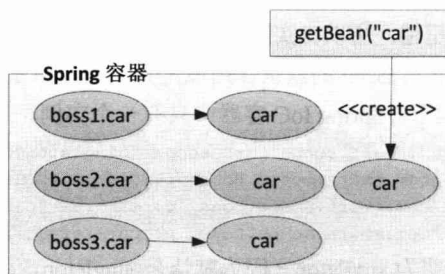 getBean("car")
Spring 容器
<<create>>
boss1.car
car
boss2.car
car
car
boss3.car
car